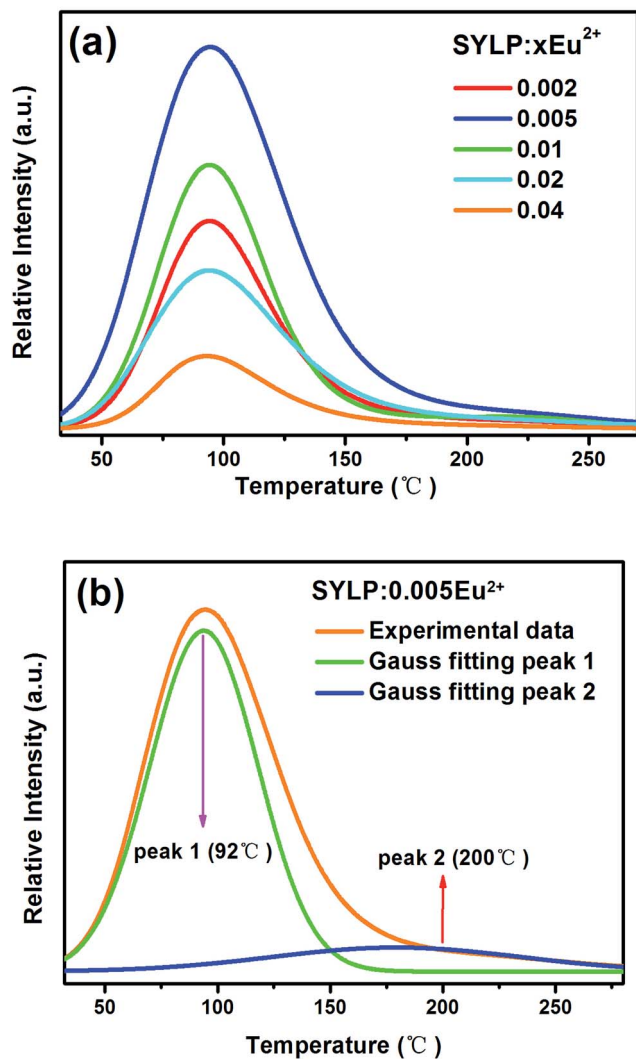 (a)
SYLP:xEu²⁺
0.002
0.005
0.01
0.02
0.04
Relative Intensity (a.u.)
50 100 150 200 250
Temperature (℃ )
(b)
SYLP:0.005Eu²⁺
Experimental data
Gauss fitting peak 1
Gauss fitting peak 2
Relative Intensity (a.u.)
peak 1 (92℃ )
peak 2 (200℃ )
50 100 150 200 250
Temperature (℃ )